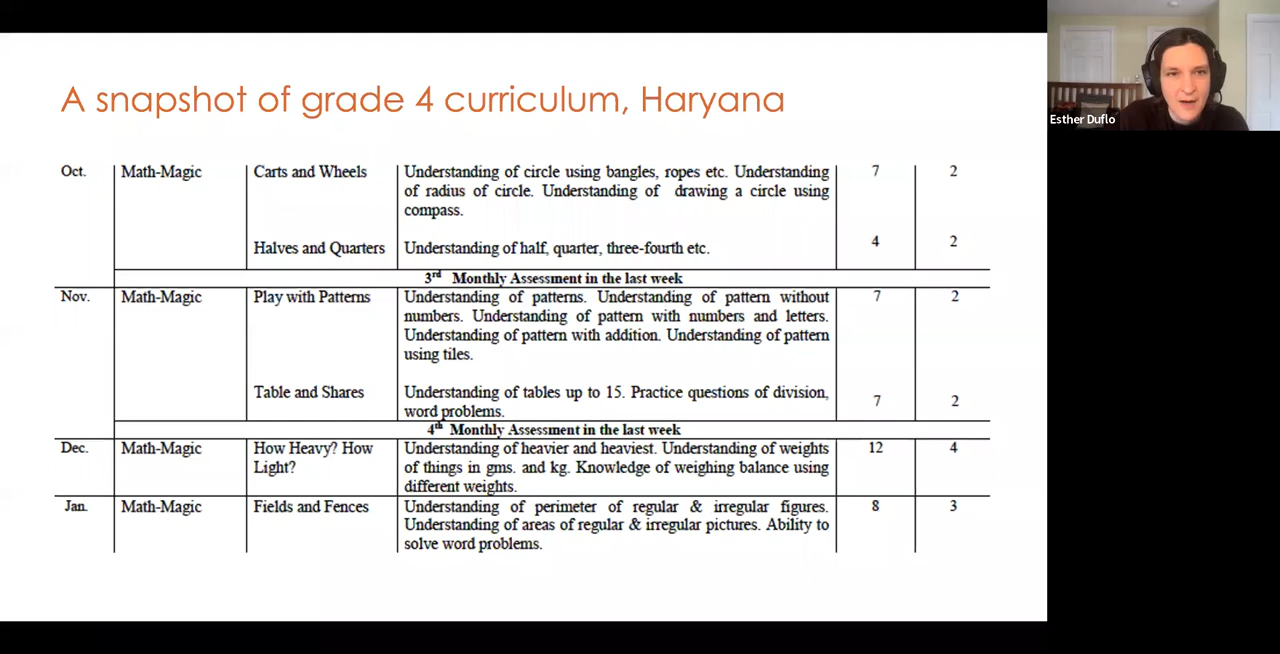 A snapshot of grade 4 curriculum, Haryana
Esther Duflo
Oct. Math-Magic Carts and Wheels Understanding of circle using bangles, ropes etc. Understanding 7 2
of radius of circle. Understanding of drawing a circle using
compass.
Halves and Quarters Understanding of half, quarter, three-fourth etc. 4 2
3rd Monthly Assessment in the last week
Nov. Math-Magic Play with Patterns Understanding of patterns. Understanding of pattern without 7 2
numbers. Understanding of pattern with numbers and letters.
Understanding of pattern with addition. Understanding of pattern
using tiles.
Table and Shares Understanding of tables up to 15. Practice questions of division, 7 2
word problems.
4th Monthly Assessment in the last week
Dec. Math-Magic How Heavy? How Understanding of heavier and heaviest. Understanding of weights 12 4
Light? of things in gms. and kg. Knowledge of weighing balance using
different weights.
Jan. Math-Magic Fields and Fences Understanding of perimeter of regular & irregular figures. 8 3
Understanding of areas of regular & irregular pictures. Ability to
solve word problems.